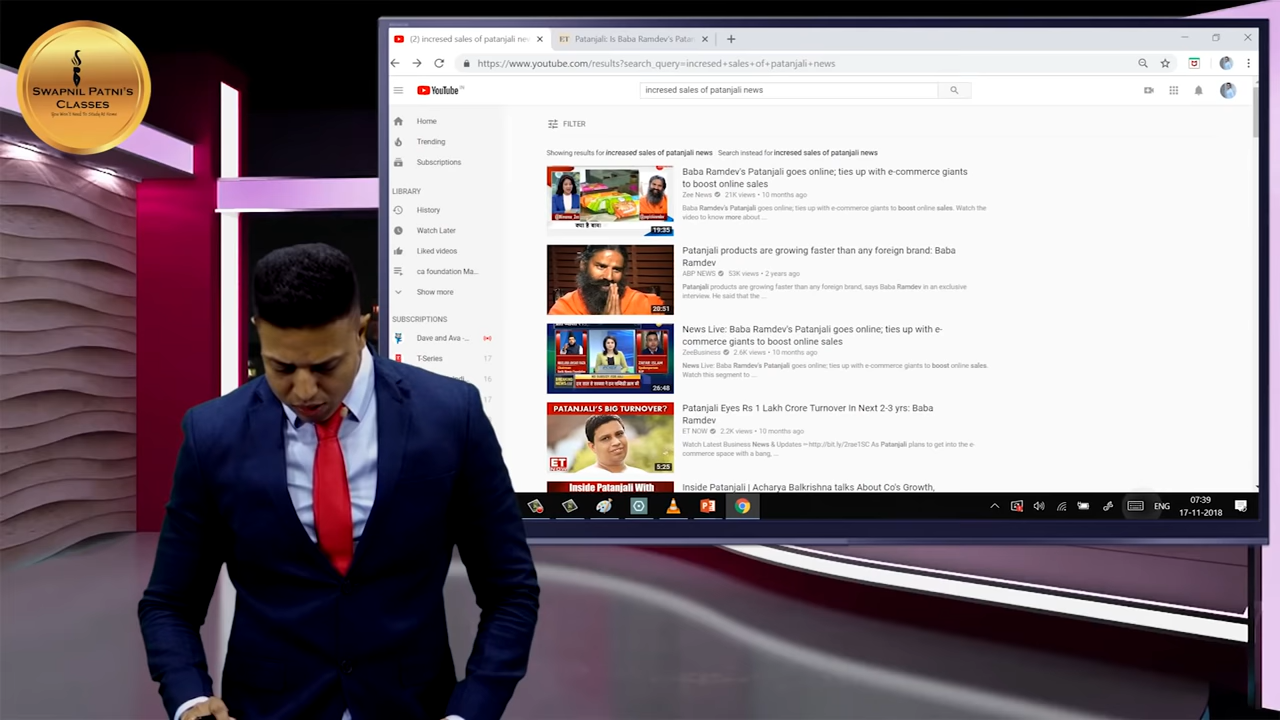 SWAPNIL PATNI'S
CLASSES
You Won't Need To Study At Home
(2) incresed sales of patanjali ne
ET Patanjali: Is Baba Ramdev's Pata
https://www.youtube.com/results?search_query=incresed+sales+of+patanjali+news
YouTube
incresed sales of patanjali news
Home
Trending
Subscriptions
LIBRARY
History
Watch Later
Liked videos
ca foundation Ma...
Show more
SUBSCRIPTIONS
Dave and Ava -...
T-Series 17
16
17
FILTER
Showing results for increased sales of patanjali news Search instead for incresed sales of patanjali news
19:35
Baba Ramdev's Patanjali goes online; ties up with e-commerce giants
to boost online sales
Zee News 21K views • 10 months ago
Baba Ramdev's Patanjali goes online; ties up with e-commerce giants to boost online sales. Watch the
video to know more about ...
20:51
Patanjali products are growing faster than any foreign brand: Baba
Ramdev
ABP NEWS 53K views • 2 years ago
Patanjali products are growing faster than any foreign brand, says Baba Ramdev in an exclusive
interview. He said that the ...
26:48
News Live: Baba Ramdev's Patanjali goes online; ties up with e-
commerce giants to boost online sales
ZeeBusiness 2.6K views • 10 months ago
News Live: Baba Ramdev's Patanjali goes online; ties up with e-commerce giants to boost online sales.
Watch this segment to ...
PATANJALI'S BIG TURNOVER?
ET
5:25
Patanjali Eyes Rs 1 Lakh Crore Turnover In Next 2-3 yrs: Baba
Ramdev
ET NOW 2.2K views • 10 months ago
Watch Latest Business News & Updates ~http://bit.ly/2rae1SC As Patanjali plans to get into the e-
commerce space with a bang, ...
Inside Patanjali With
Inside Patanjali | Acharya Balkrishna talks About Co's Growth,
ENG
07:39
17-11-2018